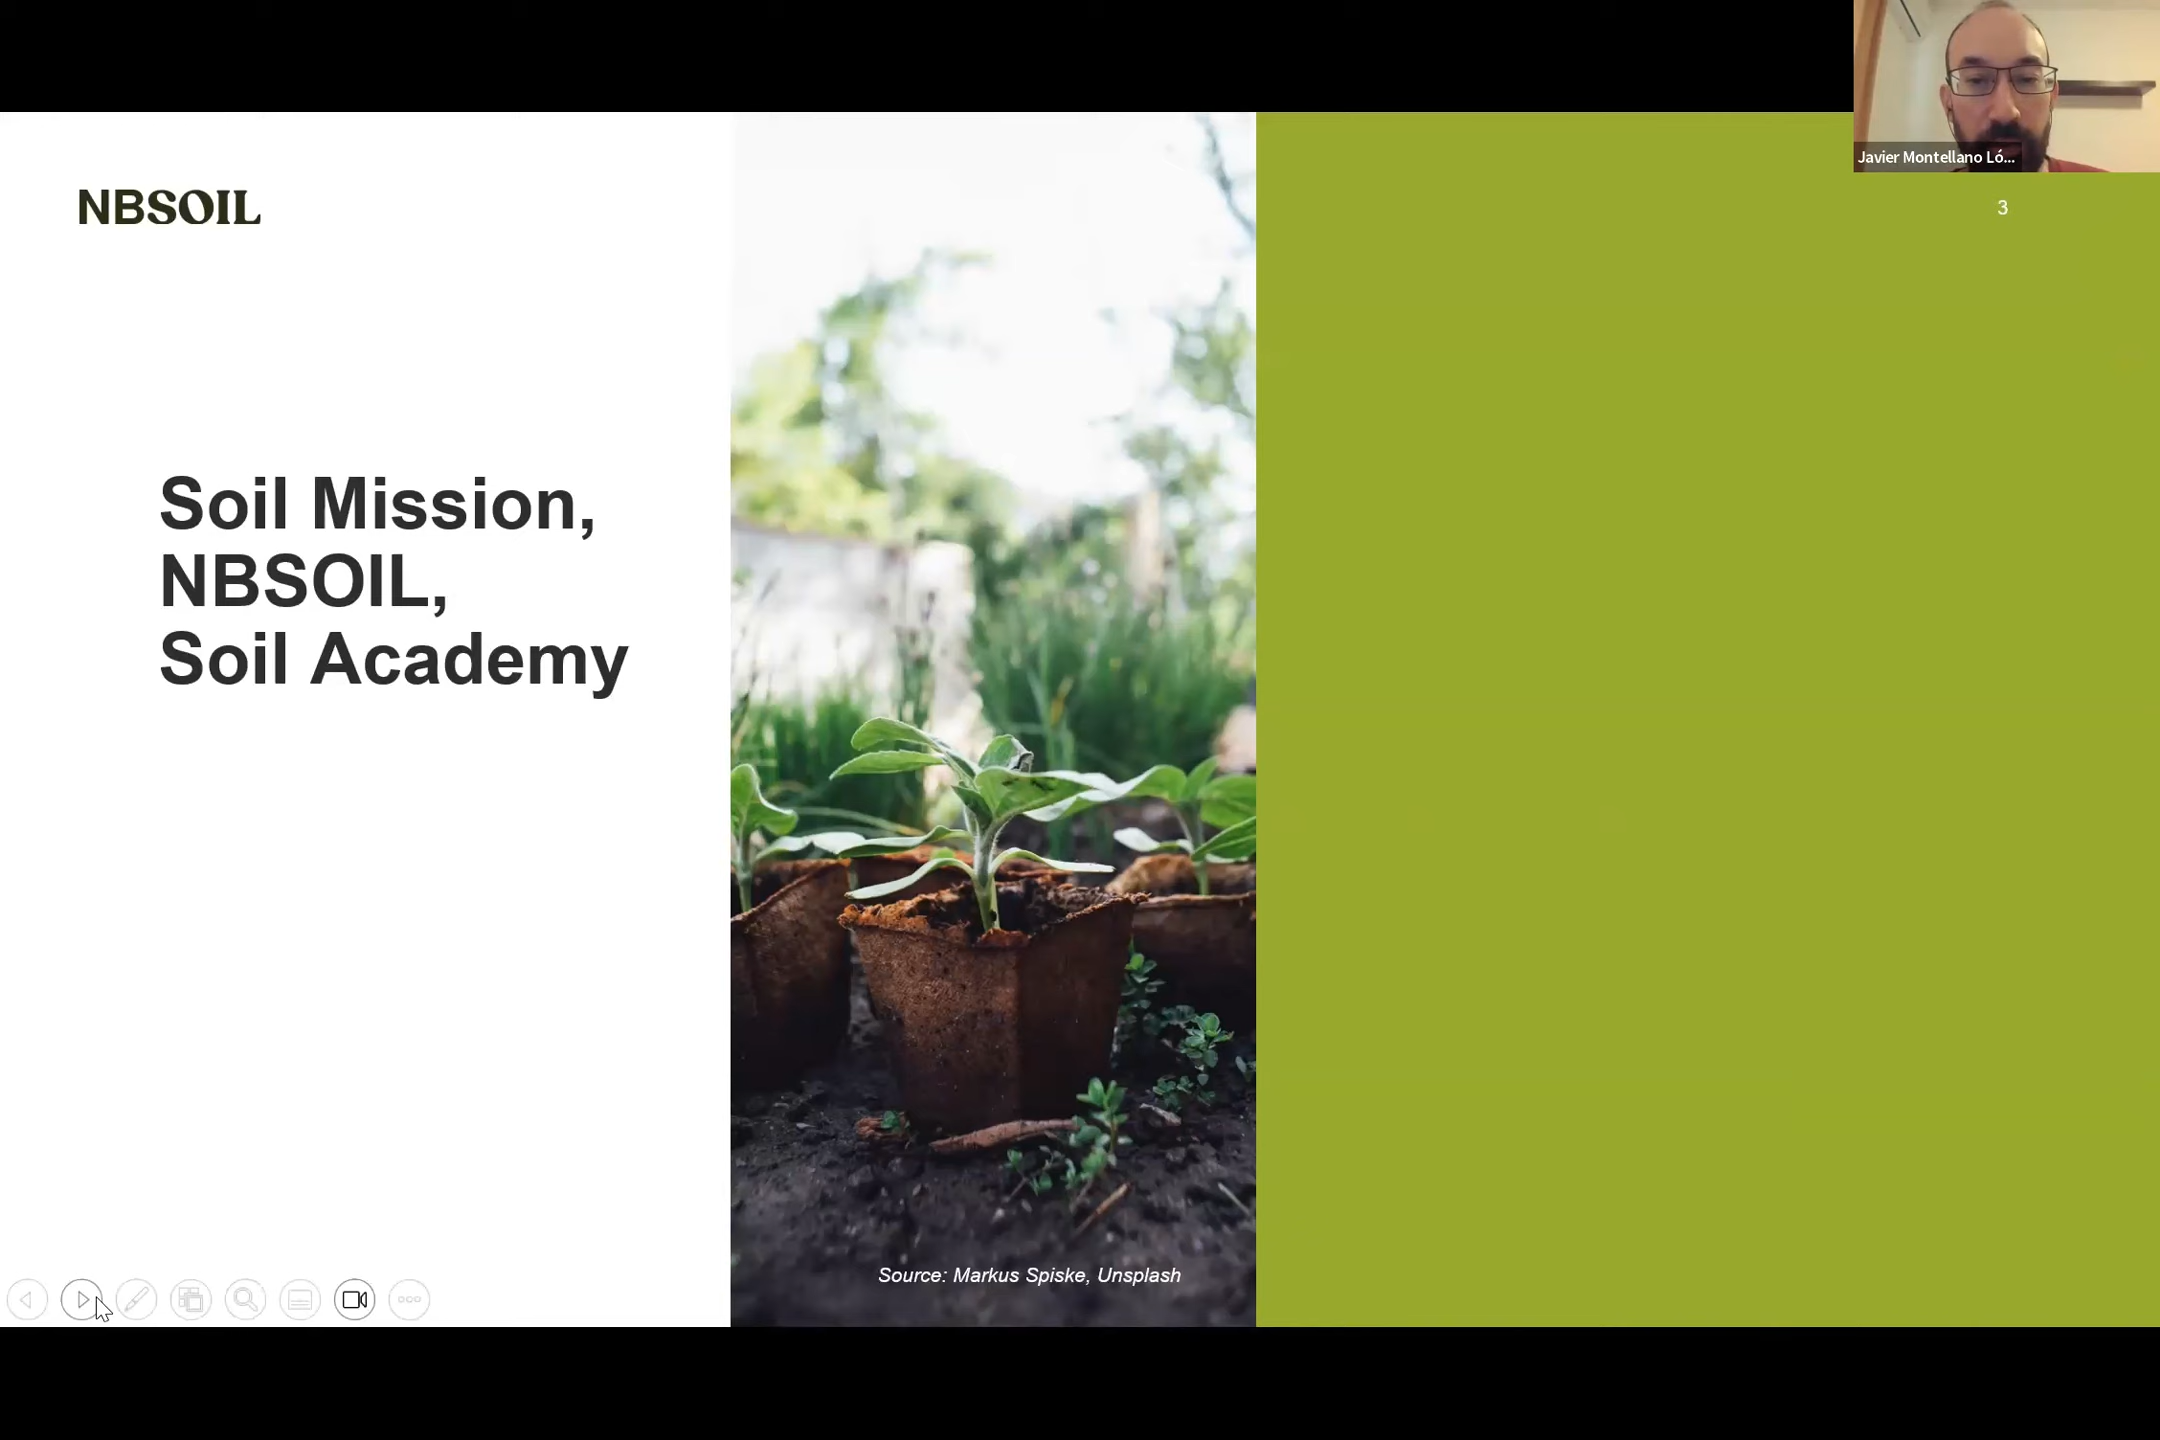 Javier Montellano Ló...
NBSOIL
3
Soil Mission,
NBSOIL,
Soil Academy
Source: Markus Spiske, Unsplash